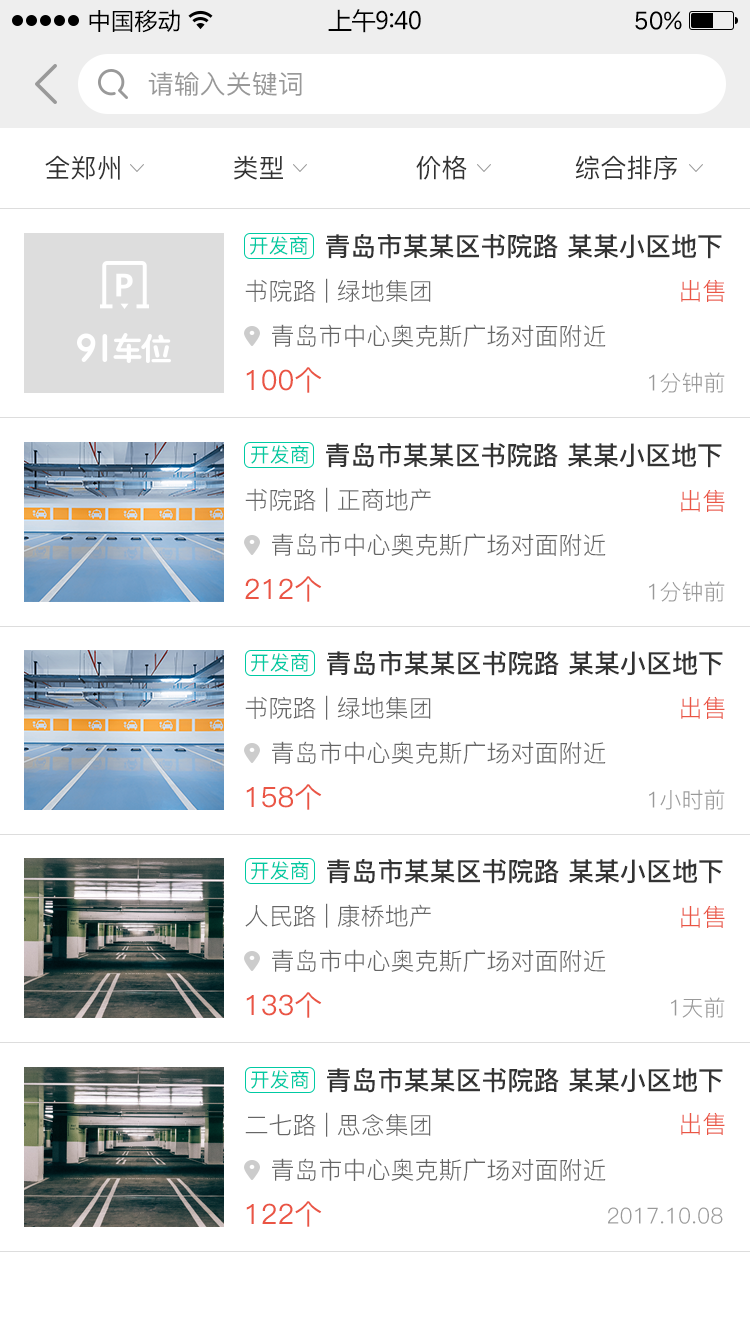 中国移动 上午9:40 50%
请输入关键词
全郑州 类型 价格 综合排序
P
91车位
开发商 青岛市某某区书院路 某某小区地下
书院路 | 绿地集团 出售
青岛市中心奥克斯广场对面附近
100个 1分钟前
开发商 青岛市某某区书院路 某某小区地下
书院路 | 正商地产 出售
青岛市中心奥克斯广场对面附近
212个 1分钟前
开发商 青岛市某某区书院路 某某小区地下
书院路 | 绿地集团 出售
青岛市中心奥克斯广场对面附近
158个 1小时前
开发商 青岛市某某区书院路 某某小区地下
人民路 | 康桥地产 出售
青岛市中心奥克斯广场对面附近
133个 1天前
开发商 青岛市某某区书院路 某某小区地下
二七路 | 思念集团 出售
青岛市中心奥克斯广场对面附近
122个 2017.10.08